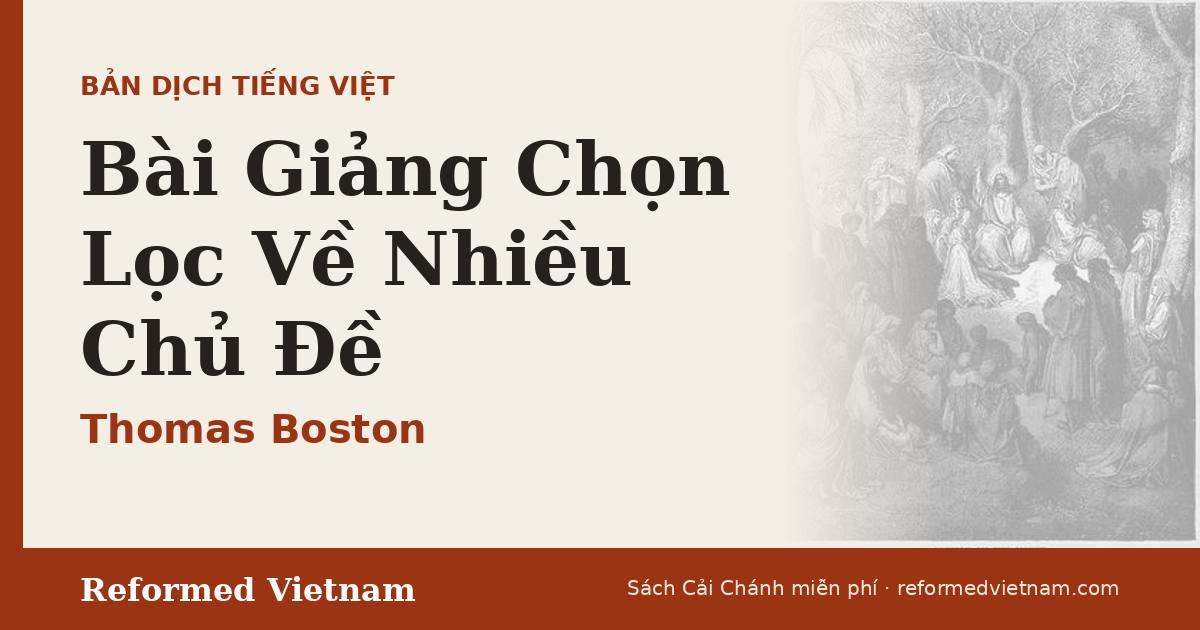 BẢN DỊCH TIẾNG VIỆT
Bài Giảng Chọn
Lọc Về Nhiều
Chủ Đề
Thomas Boston
Reformed Vietnam
Sách Cải Chánh miễn phí · reformedvietnam.com